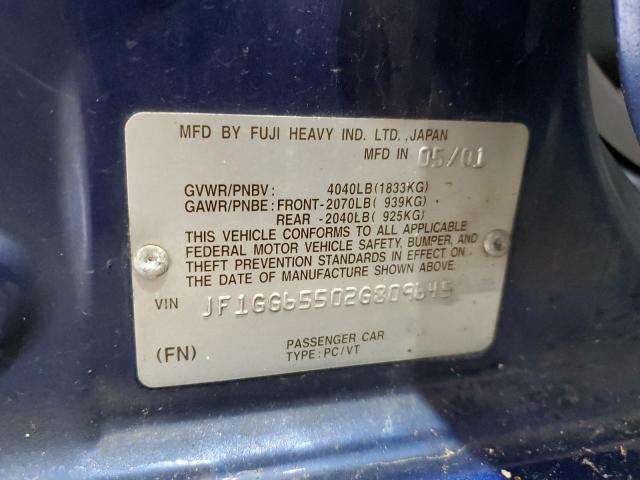 MFD BY FUJI HEAVY IND. LTD., JAPAN
MFD IN 05/01
GVWR/PNBV: 4040LB(1833KG)
GAWR/PNBE: FRONT-2070LB( 939KG)
REAR -2040LB( 925KG)
THIS VEHICLE CONFORMS TO ALL APPLICABLE
FEDERAL MOTOR VEHICLE SAFETY, BUMPER, AND
THEFT PREVENTION STANDARDS IN EFFECT ON
THE DATE OF MANUFACTURE SHOWN ABOVE.
VIN JF1GG65502G809645
(FN) PASSENGER CAR
TYPE: PC/VT